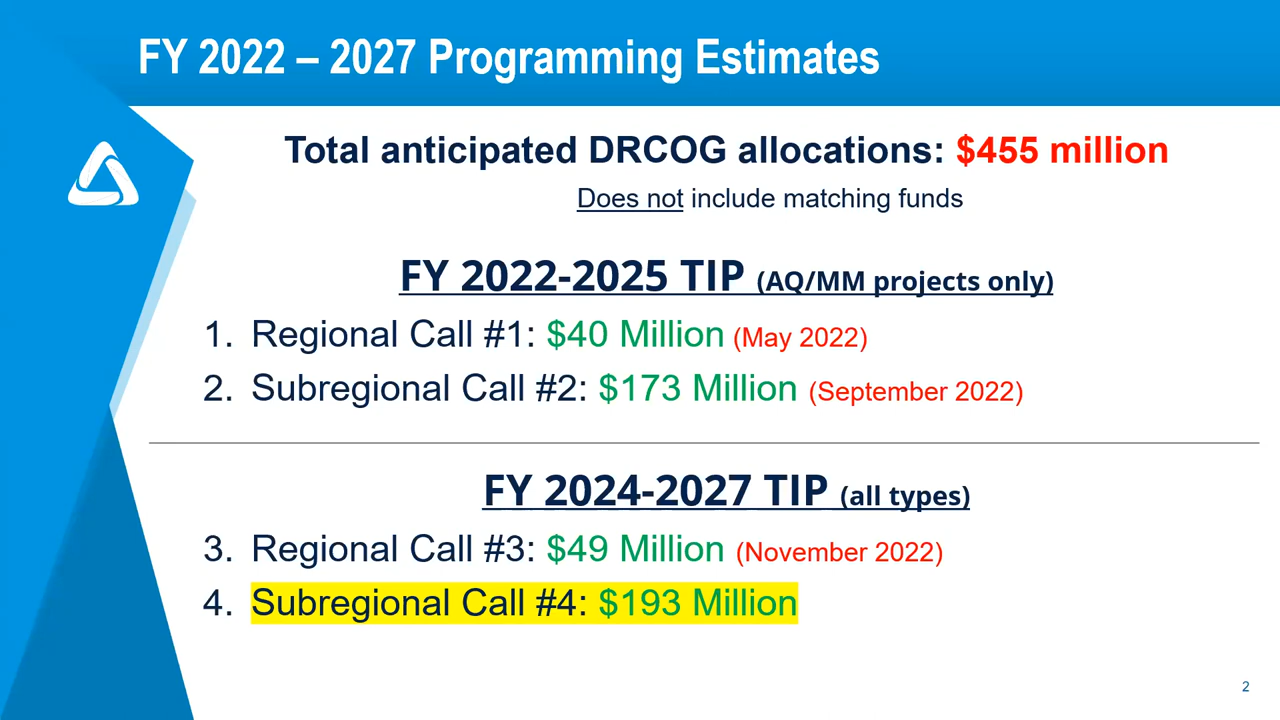 FY 2022 – 2027 Programming Estimates
Total anticipated DRCOG allocations: $455 million
Does not include matching funds
FY 2022-2025 TIP (AQ/MM projects only)
1. Regional Call #1: $40 Million (May 2022)
2. Subregional Call #2: $173 Million (September 2022)
FY 2024-2027 TIP (all types)
3. Regional Call #3: $49 Million (November 2022)
4. Subregional Call #4: $193 Million
2